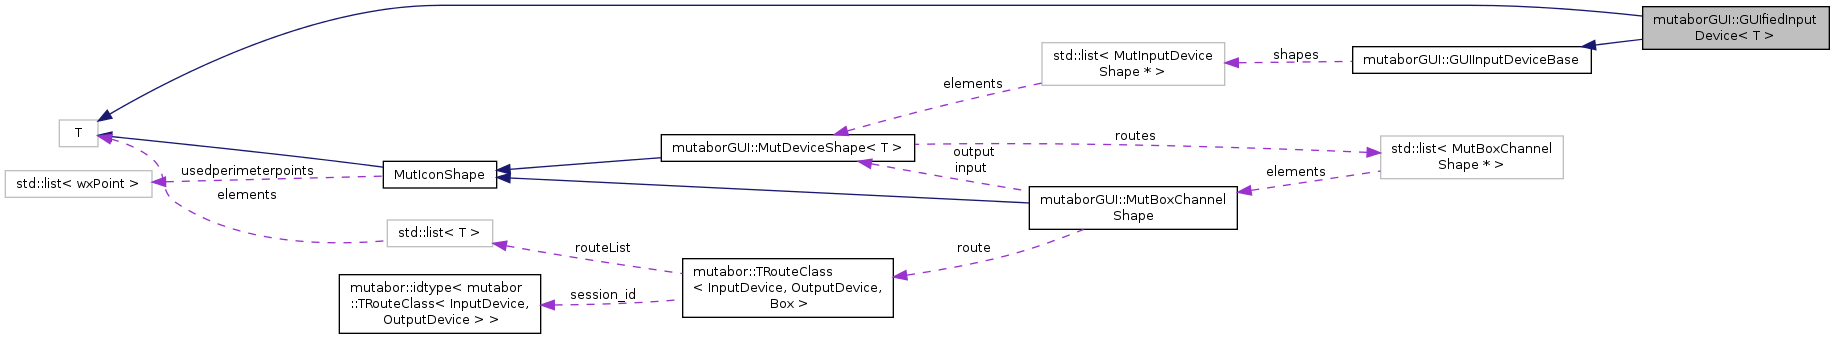 mutaborGUI::GUIfiedInput
Device< T >
std::list< MutInputDevice
Shape * >
shapes
mutaborGUI::GUIInputDeviceBase
elements
T
mutaborGUI::MutDeviceShape< T >
routes
std::list< MutBoxChannel
Shape * >
output
input
elements
std::list< wxPoint >
usedperimeterpoints
MutIconShape
elements
mutaborGUI::MutBoxChannel
Shape
std::list< T >
routeList
route
mutabor::TRouteClass
< InputDevice, OutputDevice,
Box >
session_id
mutabor::idtype< mutabor
::TRouteClass< InputDevice,
OutputDevice > >